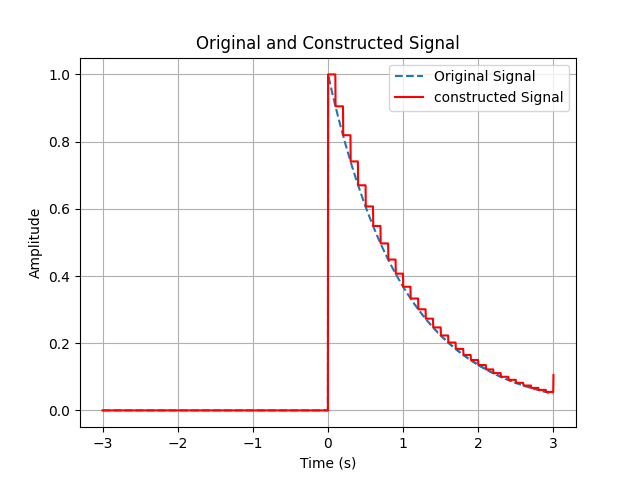 Original and Constructed Signal
Original Signal
constructed Signal
1.0
0.8
0.6
0.4
0.2
0.0
Amplitude
−3 −2 −1 0 1 2 3
Time (s)